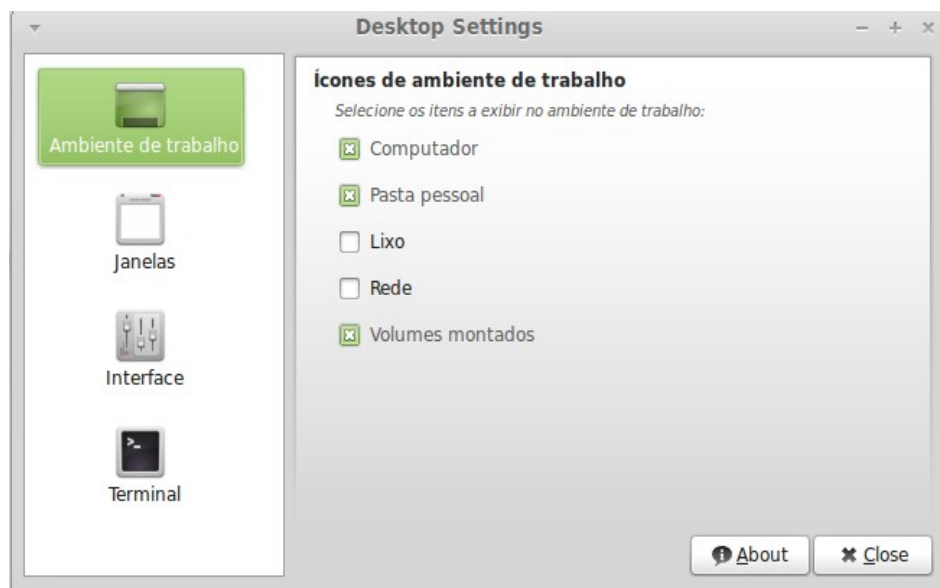 Desktop Settings
Ambiente de trabalho
Janelas
Interface
Terminal
Ícones de ambiente de trabalho
Selecione os itens a exibir no ambiente de trabalho:
Computador
Pasta pessoal
Lixo
Rede
Volumes montados
About
Close